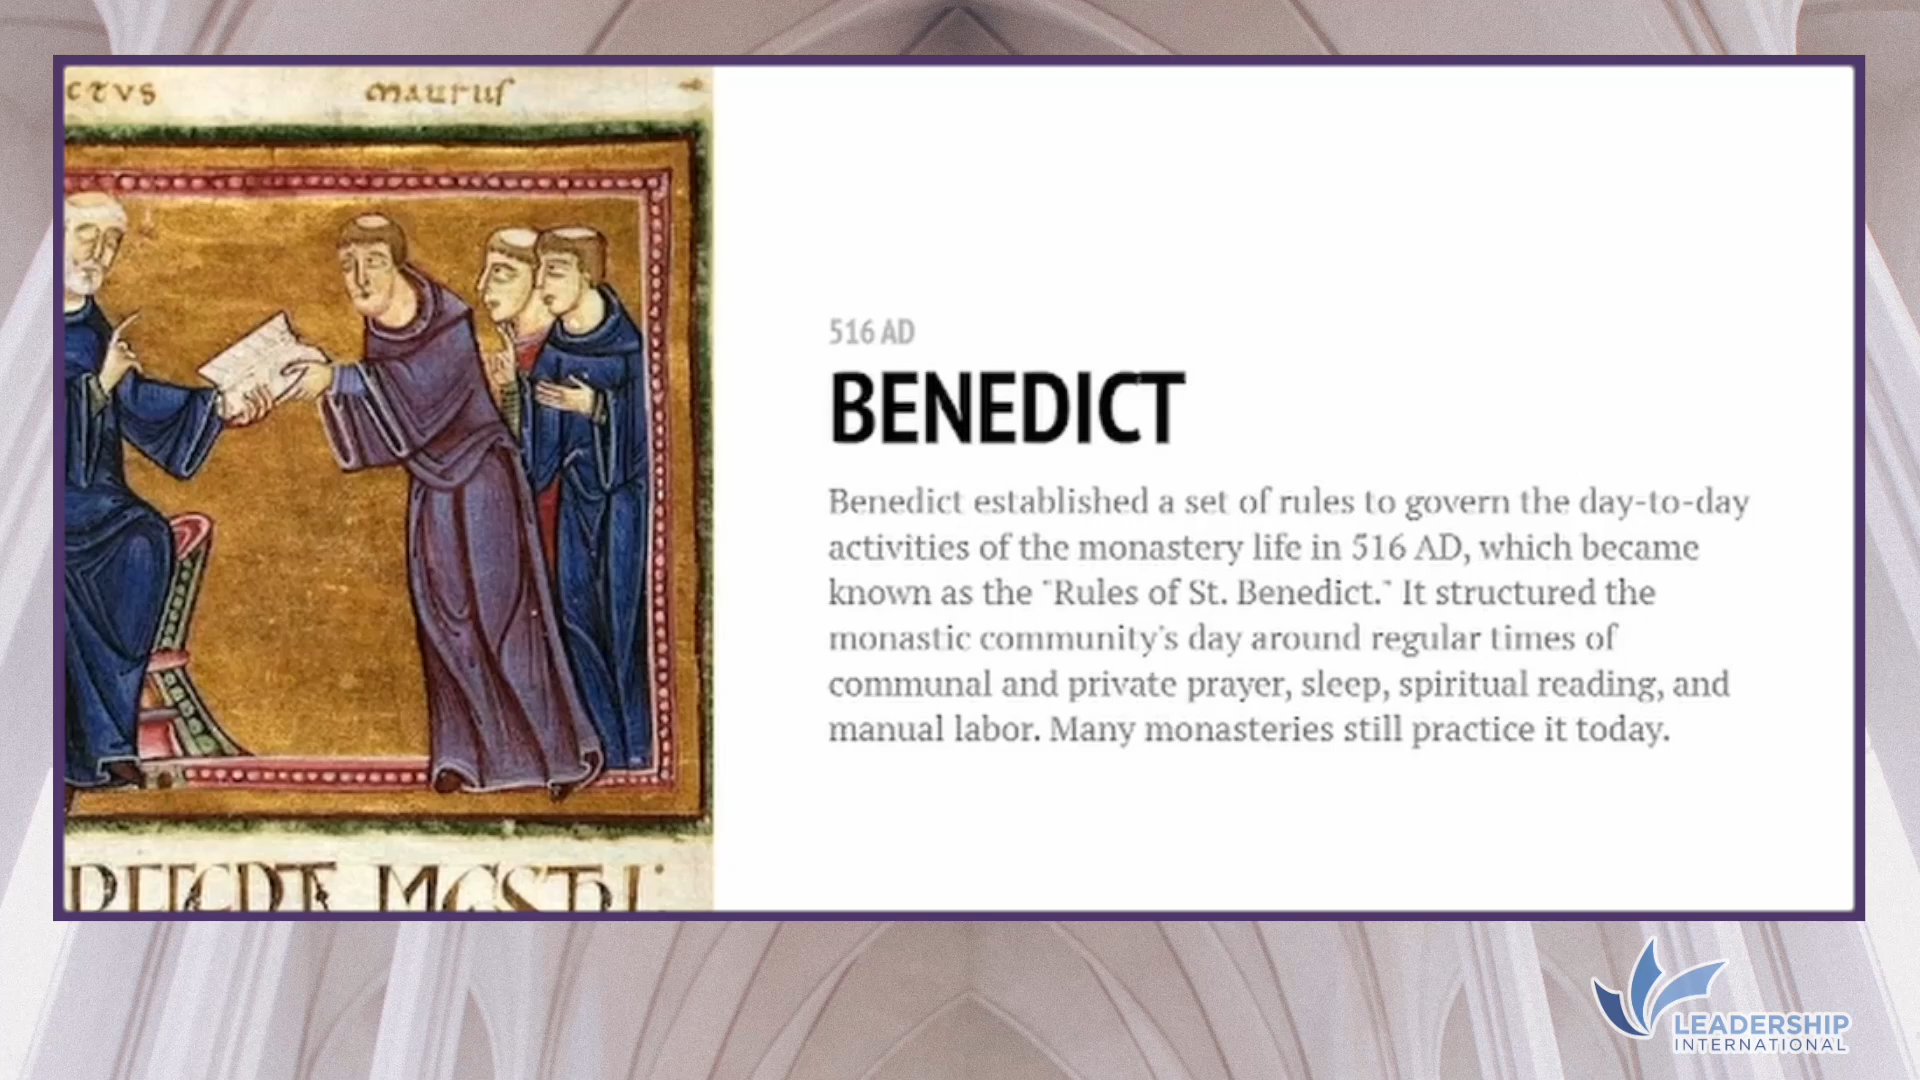 ctvs
maurus
516 AD
BENEDICT
Benedict established a set of rules to govern the day-to-day
activities of the monastery life in 516 AD, which became
known as the "Rules of St. Benedict." It structured the
monastic community's day around regular times of
communal and private prayer, sleep, spiritual reading, and
manual labor. Many monasteries still practice it today.
LEADERSHIP
INTERNATIONAL